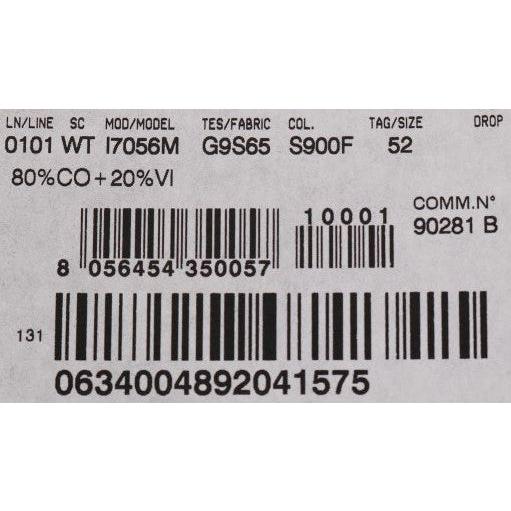 LN/LINE SC MOD/MODEL TES/FABRIC COL. TAG/SIZE DROP
0101 WT I7056M G9S65 S900F 52
80%CO+20%VI
COMM.N°
90281 B
10001
8 056454 350057
131
0634004892041575